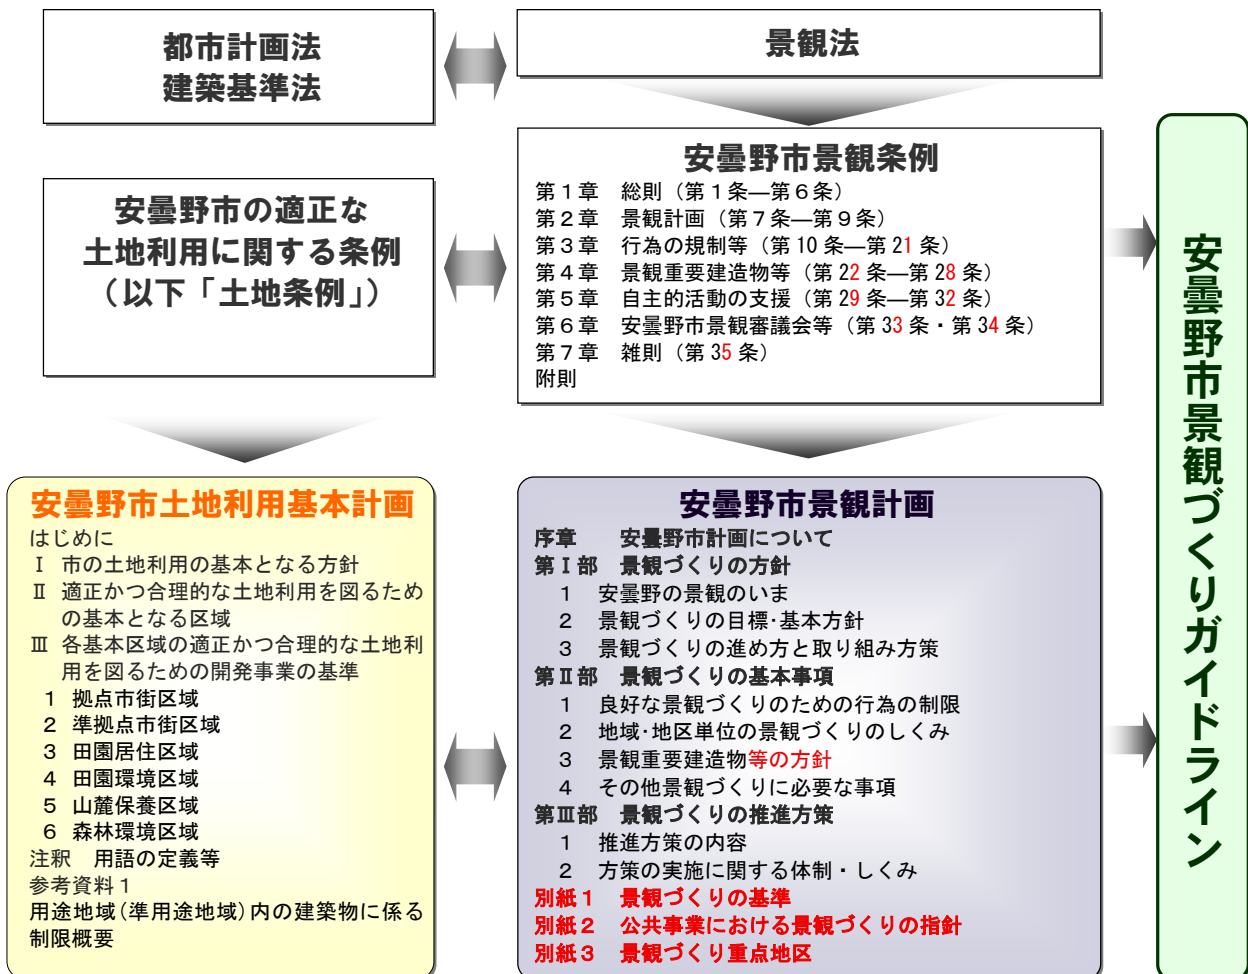 都市計画法
建築基準法
景観法
安曇野市の適正な
土地利用に関する条例
（以下「土地条例」）
安曇野市景観条例
第１章　総則（第１条―第６条）
第２章　景観計画（第７条―第９条）
第３章　行為の規制等（第 10 条―第 21 条）
第４章　景観重要建造物等（第 22 条―第 28 条）
第５章　自主的活動の支援（第 29 条―第 32 条）
第６章　安曇野市景観審議会等（第 33 条・第 34 条）
第７章　雑則（第 35 条）
附則
安曇野市土地利用基本計画
はじめに
Ⅰ　市の土地利用の基本となる方針
Ⅱ　適正かつ合理的な土地利用を図るため
の基本となる区域
Ⅲ　各基本区域の適正かつ合理的な土地利
用を図るための開発事業の基準
１　拠点市街区域
２　準拠点市街区域
３　田園居住区域
４　田園環境区域
５　山麓保養区域
６　森林環境区域
注釈　用語の定義等
参考資料１
用途地域(準用途地域)内の建築物に係る
制限概要
安曇野市景観計画
序章　　安曇野市計画について
第Ⅰ部　景観づくりの方針
１　安曇野の景観のいま
２　景観づくりの目標･基本方針
３　景観づくりの進め方と取り組み方策
第Ⅱ部　景観づくりの基本事項
１　良好な景観づくりのための行為の制限
２　地域･地区単位の景観づくりのしくみ
３　景観重要建造物等の方針
４　その他景観づくりに必要な事項
第Ⅲ部　景観づくりの推進方策
１　推進方策の内容
２　方策の実施に関する体制・しくみ
別紙１　景観づくりの基準
別紙２　公共事業における景観づくりの指針
別紙３　景観づくり重点地区
安曇野市景観づくりガイドライン